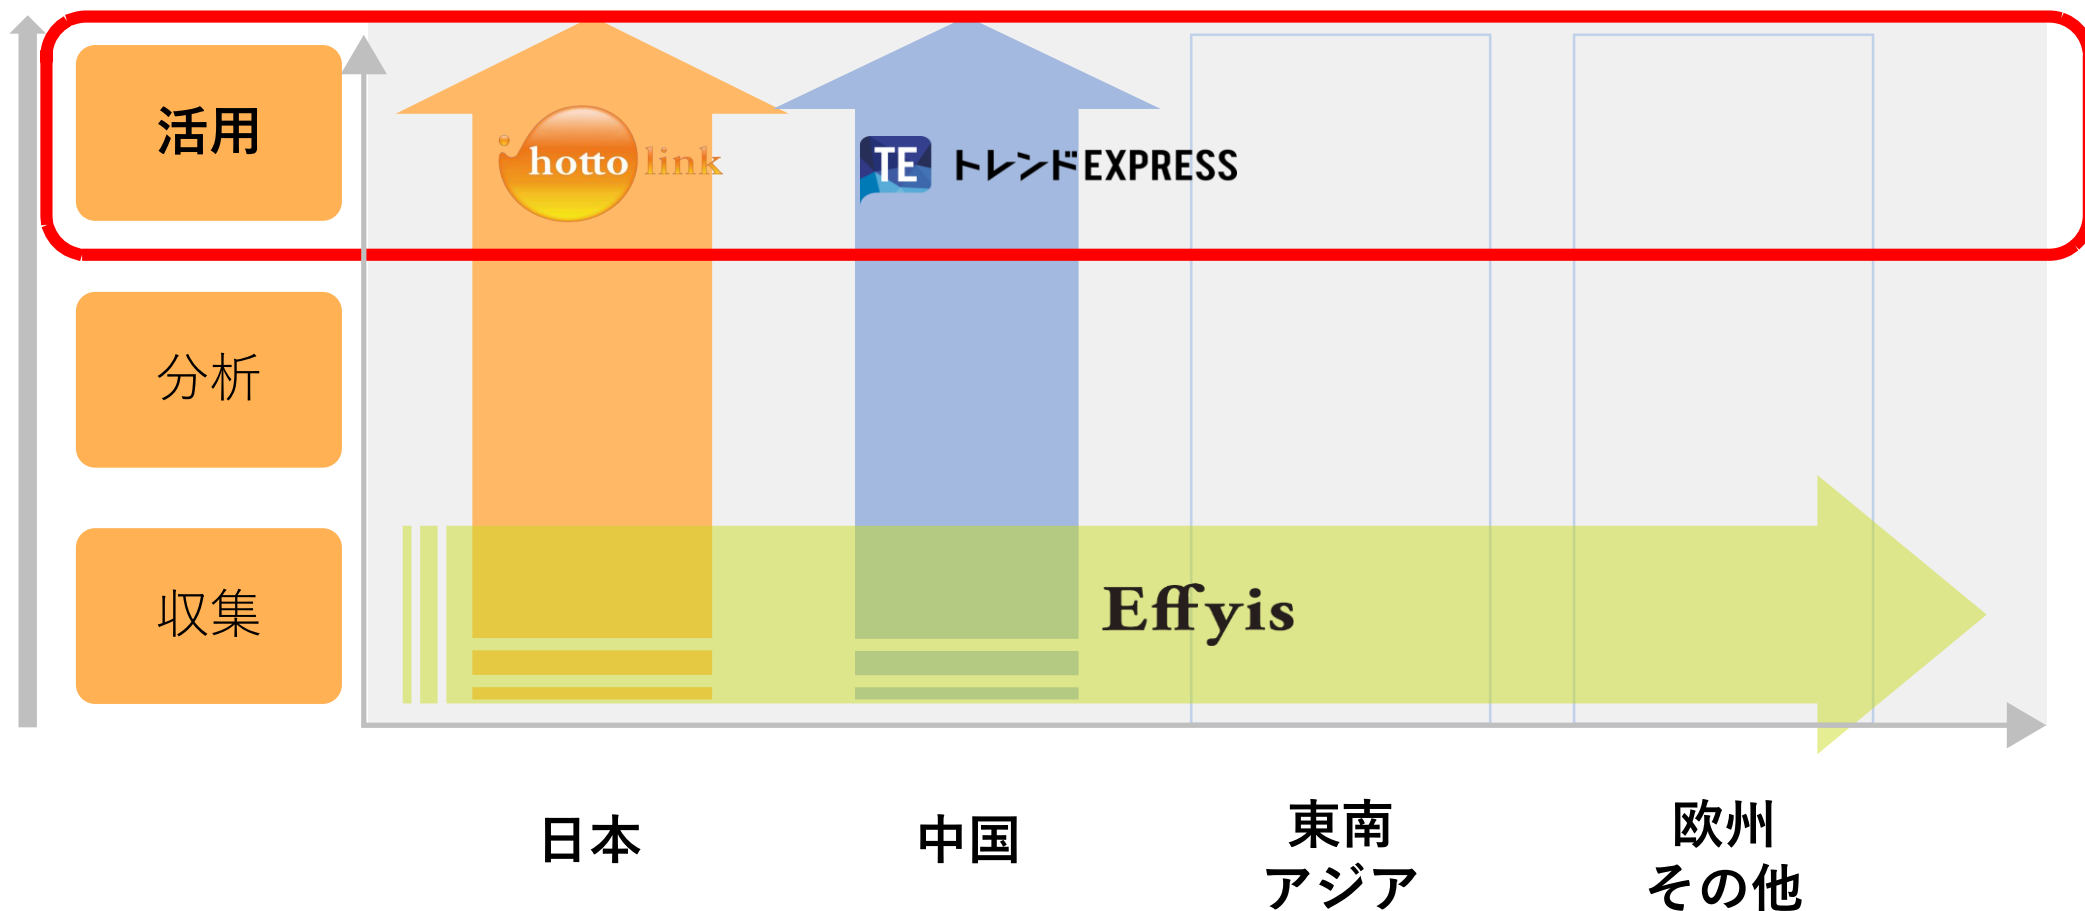 活用
hotto link
TE トレンドEXPRESS
分析
収集
Effyis
日本
中国
東南
アジア
欧州
その他